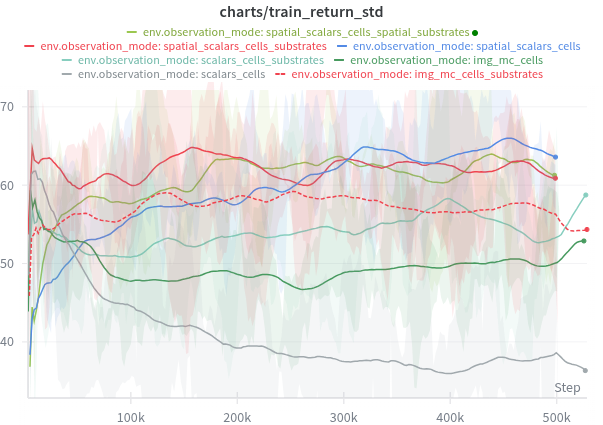 charts/train_return_std
env.observation_mode: spatial_scalars_cells_spatial_substrates
env.observation_mode: spatial_scalars_cells_substrates env.observation_mode: spatial_scalars_cells
env.observation_mode: scalars_cells_substrates env.observation_mode: img_mc_cells
env.observation_mode: scalars_cells env.observation_mode: img_mc_cells_substrates
70
60
50
40
Step
100k 200k 300k 400k 500k